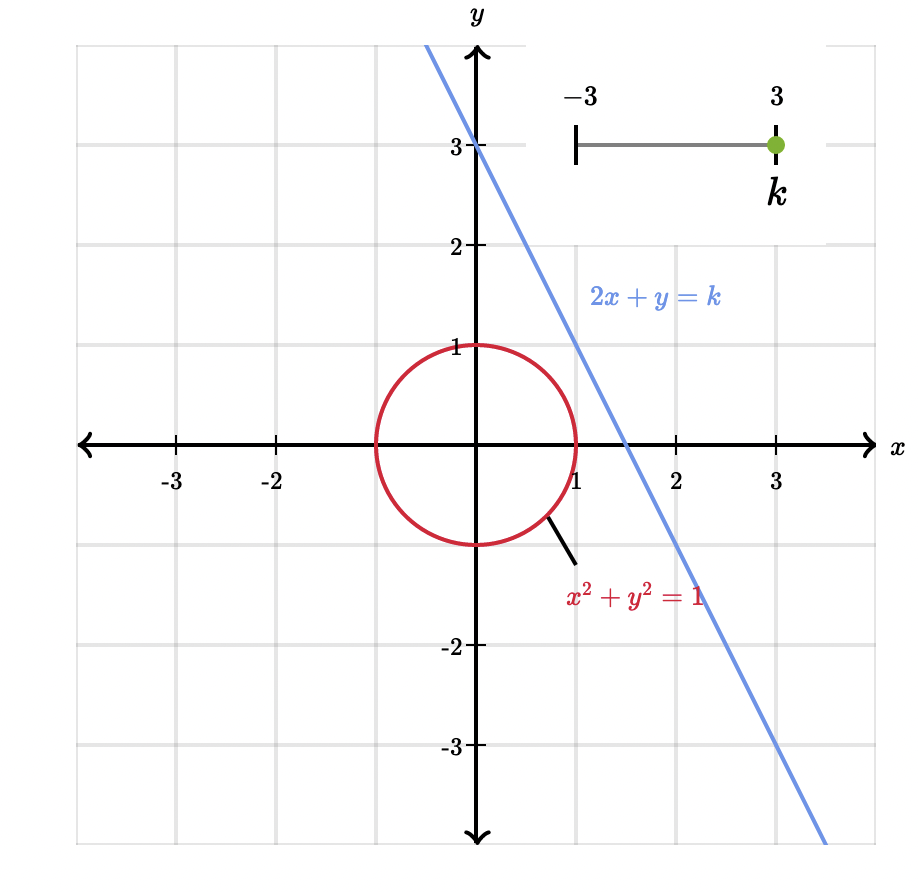 y
−3 3
k
3
2
1
2x + y = k
x
-3 -2 1 2 3
x² + y² = 1
-2
-3